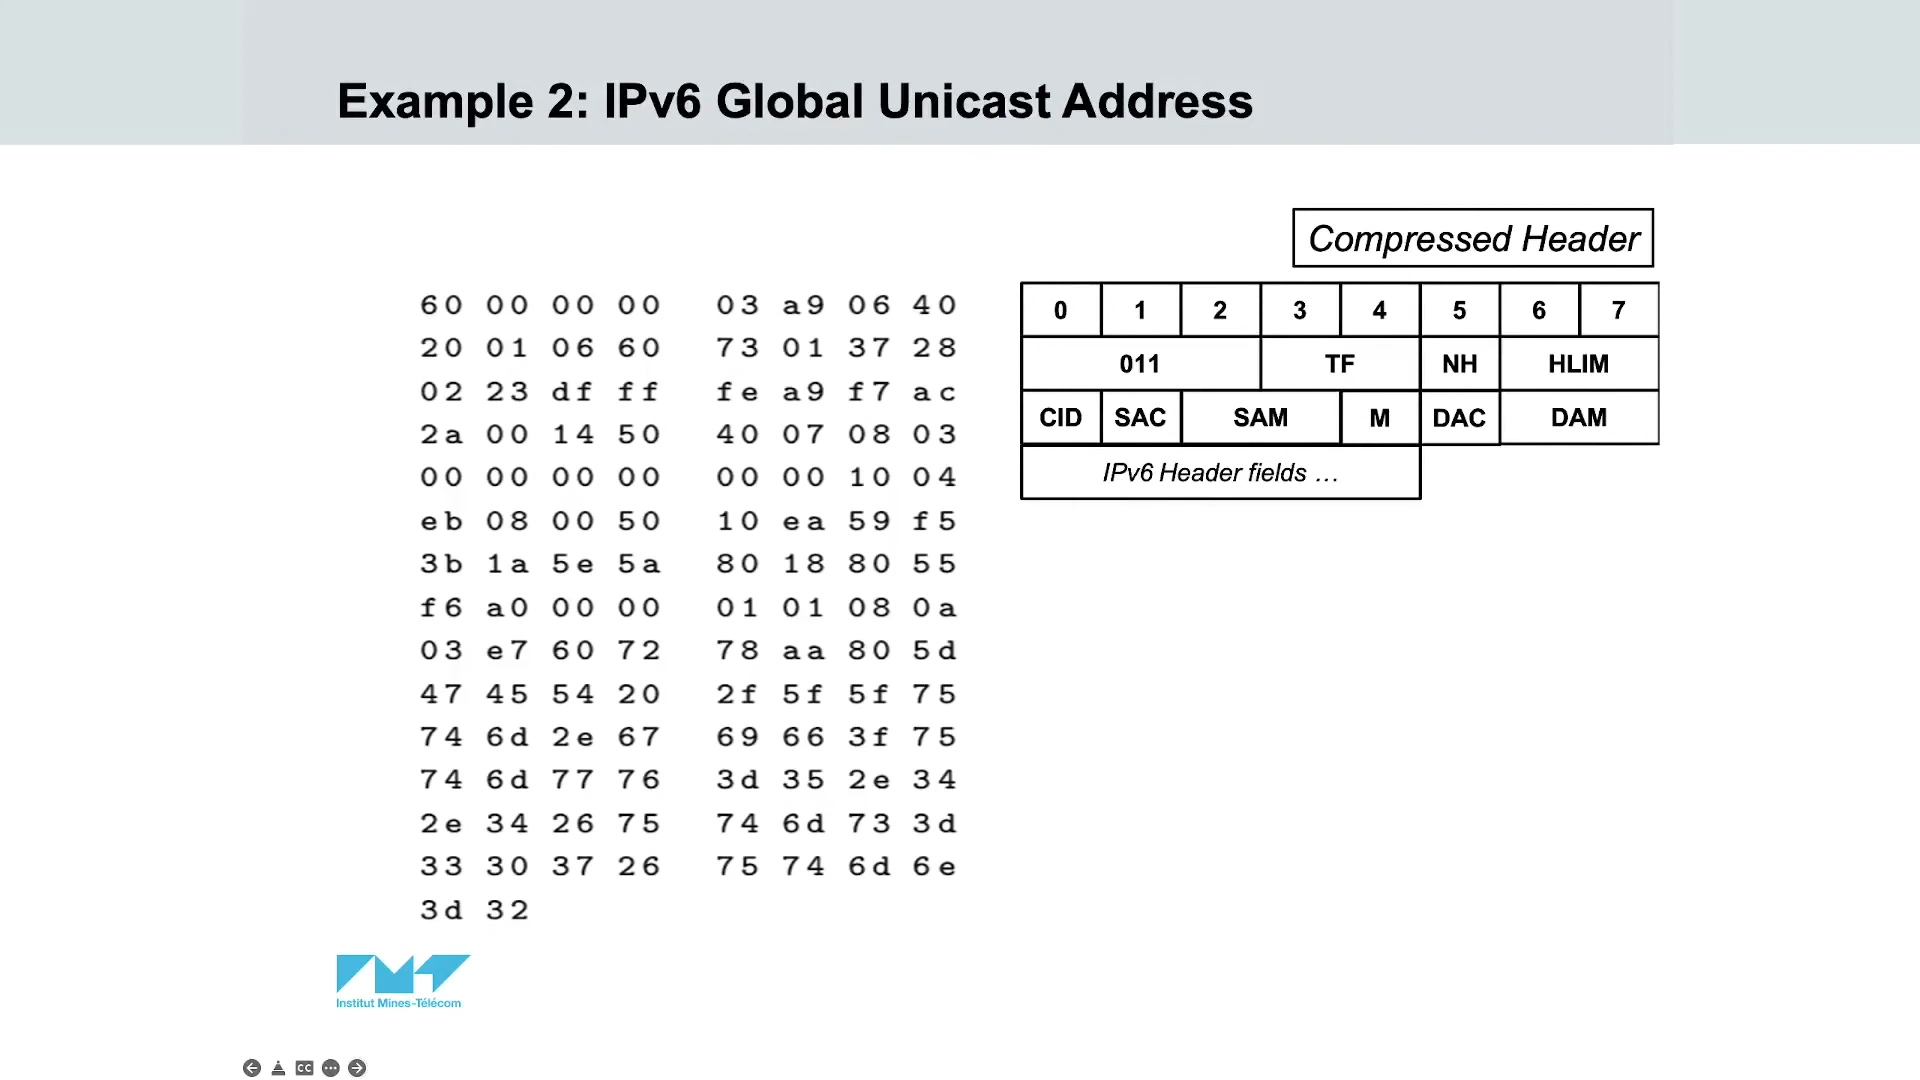 Example 2: IPv6 Global Unicast Address
60 00 00 00 03 a9 06 40
20 01 06 60 73 01 37 28
02 23 df ff fe a9 f7 ac
2a 00 14 50 40 07 08 03
00 00 00 00 00 00 10 04
eb 08 00 50 10 ea 59 f5
3b 1a 5e 5a 80 18 80 55
f6 a0 00 00 01 01 08 0a
03 e7 60 72 78 aa 80 5d
47 45 54 20 2f 5f 5f 75
74 6d 2e 67 69 66 3f 75
74 6d 77 76 3d 35 2e 34
2e 34 26 75 74 6d 73 3d
33 30 37 26 75 74 6d 6e
3d 32
Compressed Header
0 1 2 3 4 5 6 7
011 TF NH HLIM
CID SAC SAM M DAC DAM
IPv6 Header fields ...
IMT
Institut Mines-Télécom
CC